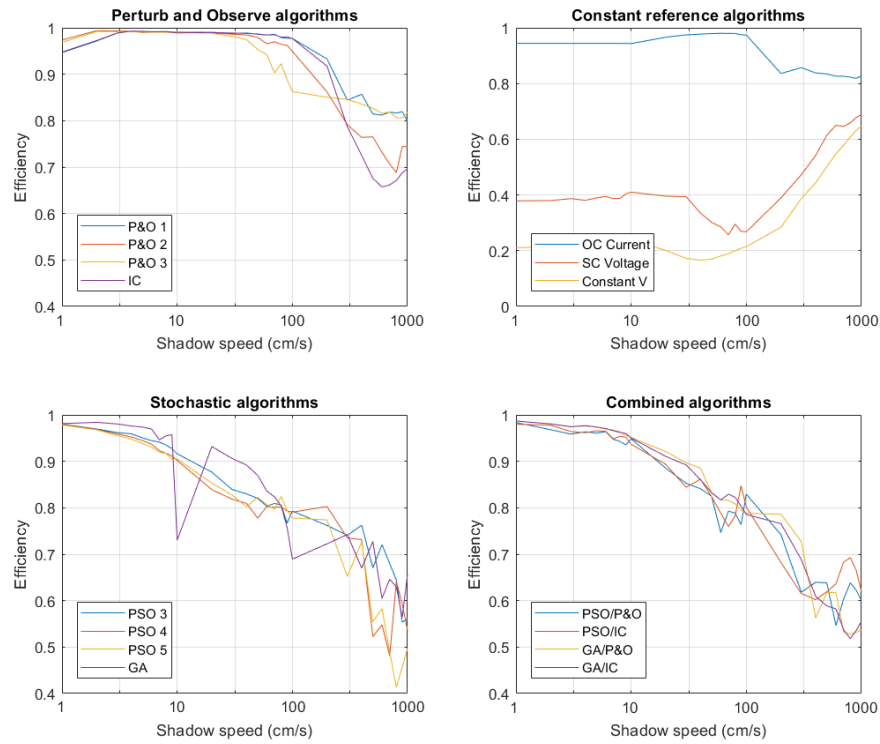 Perturb and Observe algorithms
1
0.9
0.8
0.7
0.6
0.5
0.4
Efficiency
P&O 1
P&O 2
P&O 3
IC
1 10 100 1000
Shadow speed (cm/s)
Constant reference algorithms
1
0.8
0.6
0.4
0.2
0
Efficiency
OC Current
SC Voltage
Constant V
1 10 100 1000
Shadow speed (cm/s)
Stochastic algorithms
1
0.9
0.8
0.7
0.6
0.5
0.4
Efficiency
PSO 3
PSO 4
PSO 5
GA
1 10 100 1000
Shadow speed (cm/s)
Combined algorithms
1
0.9
0.8
0.7
0.6
0.5
0.4
Efficiency
PSO/P&O
PSO/IC
GA/P&O
GA/IC
1 10 100 1000
Shadow speed (cm/s)